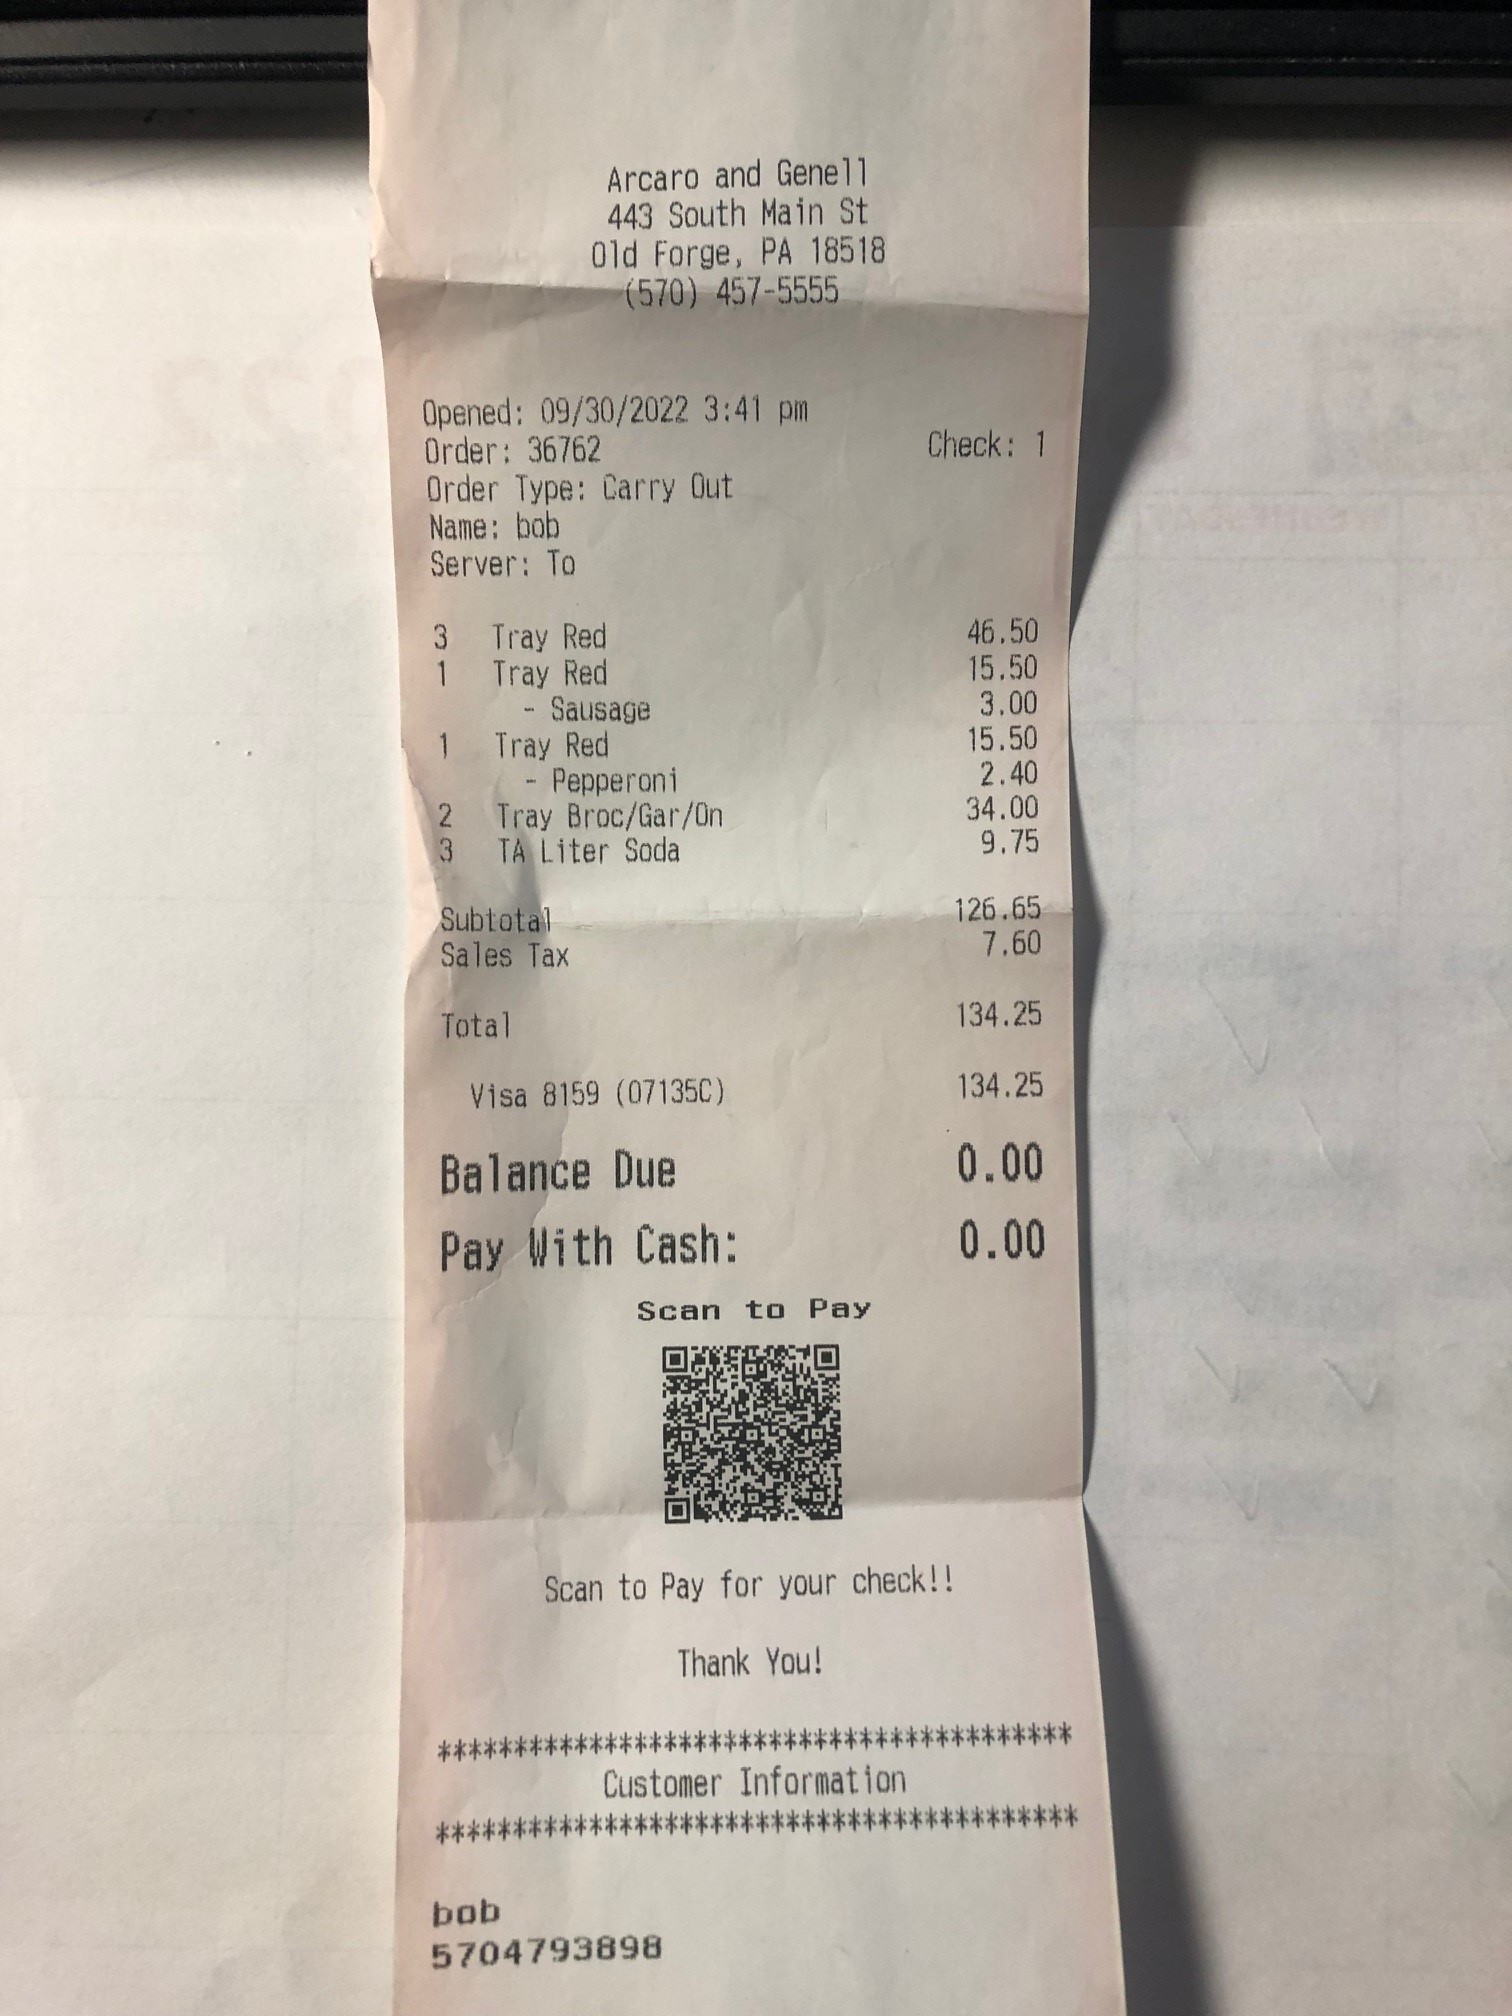 Arcaro and Genell
443 South Main St
Old Forge, PA 18518
(570) 457-5555
Opened: 09/30/2022 3:41 pm
Order: 36762 Check: 1
Order Type: Carry Out
Name: bob
Server: To
3 Tray Red 46.50
1 Tray Red 15.50
- Sausage 3.00
1 Tray Red 15.50
- Pepperoni 2.40
2 Tray Broc/Gar/On 34.00
3 TA Liter Soda 9.75
Subtotal 126.65
Sales Tax 7.60
Total 134.25
Visa 8159 (07135C) 134.25
Balance Due 0.00
Pay With Cash: 0.00
Scan to Pay
Scan to Pay for your check!!
Thank You!
******************************************
Customer Information
******************************************
bob
5704793898